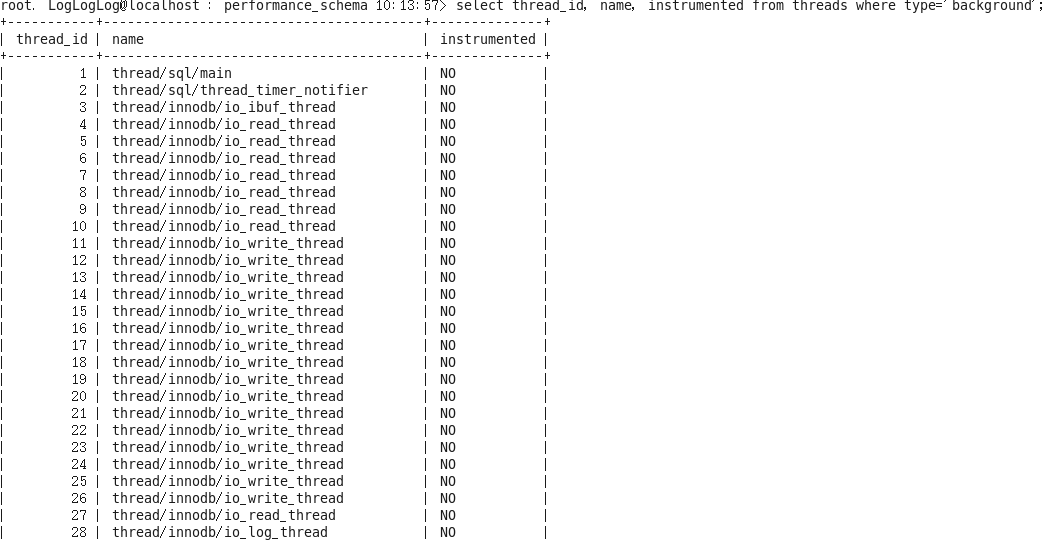 root. LogLogLog@localhost : performance_schema 10:13:57> select thread_id, name, instrumented from threads where type='background';
+-----------+----------------------------------------+--------------+
| thread_id | name                                   | instrumented |
+-----------+----------------------------------------+--------------+
|         1 | thread/sql/main                        | NO           |
|         2 | thread/sql/thread_timer_notifier       | NO           |
|         3 | thread/innodb/io_ibuf_thread           | NO           |
|         4 | thread/innodb/io_read_thread           | NO           |
|         5 | thread/innodb/io_read_thread           | NO           |
|         6 | thread/innodb/io_read_thread           | NO           |
|         7 | thread/innodb/io_read_thread           | NO           |
|         8 | thread/innodb/io_read_thread           | NO           |
|         9 | thread/innodb/io_read_thread           | NO           |
|        10 | thread/innodb/io_read_thread           | NO           |
|        11 | thread/innodb/io_write_thread          | NO           |
|        12 | thread/innodb/io_write_thread          | NO           |
|        13 | thread/innodb/io_write_thread          | NO           |
|        14 | thread/innodb/io_write_thread          | NO           |
|        15 | thread/innodb/io_write_thread          | NO           |
|        16 | thread/innodb/io_write_thread          | NO           |
|        17 | thread/innodb/io_write_thread          | NO           |
|        18 | thread/innodb/io_write_thread          | NO           |
|        19 | thread/innodb/io_write_thread          | NO           |
|        20 | thread/innodb/io_write_thread          | NO           |
|        21 | thread/innodb/io_write_thread          | NO           |
|        22 | thread/innodb/io_write_thread          | NO           |
|        23 | thread/innodb/io_write_thread          | NO           |
|        24 | thread/innodb/io_write_thread          | NO           |
|        25 | thread/innodb/io_write_thread          | NO           |
|        26 | thread/innodb/io_write_thread          | NO           |
|        27 | thread/innodb/io_read_thread           | NO           |
|        28 | thread/innodb/io_log_thread            | NO           |